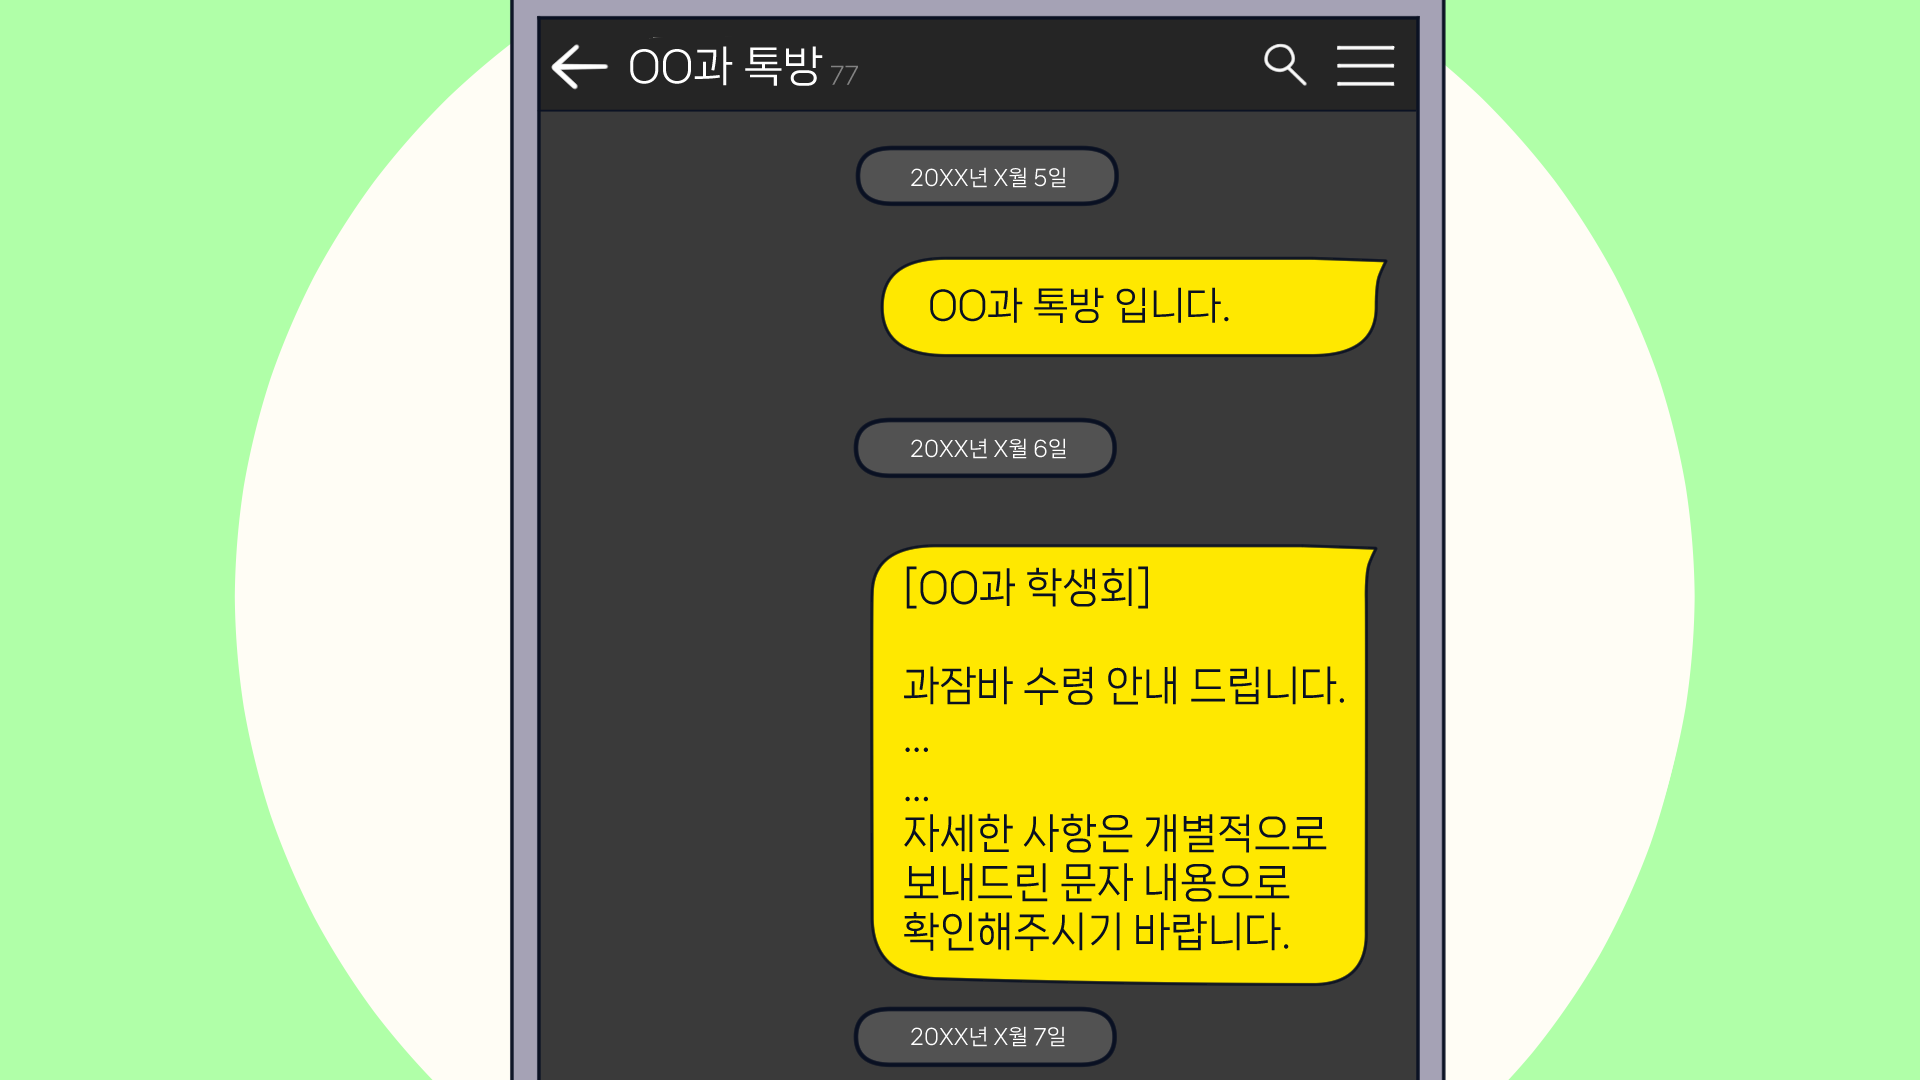 OO과 톡방 77
20XX년 X월 5일
OO과 톡방 입니다.
20XX년 X월 6일
[OO과 학생회]
과잠바 수령 안내 드립니다.
...
...
자세한 사항은 개별적으로
보내드린 문자 내용으로
확인해주시기 바랍니다.
20XX년 X월 7일